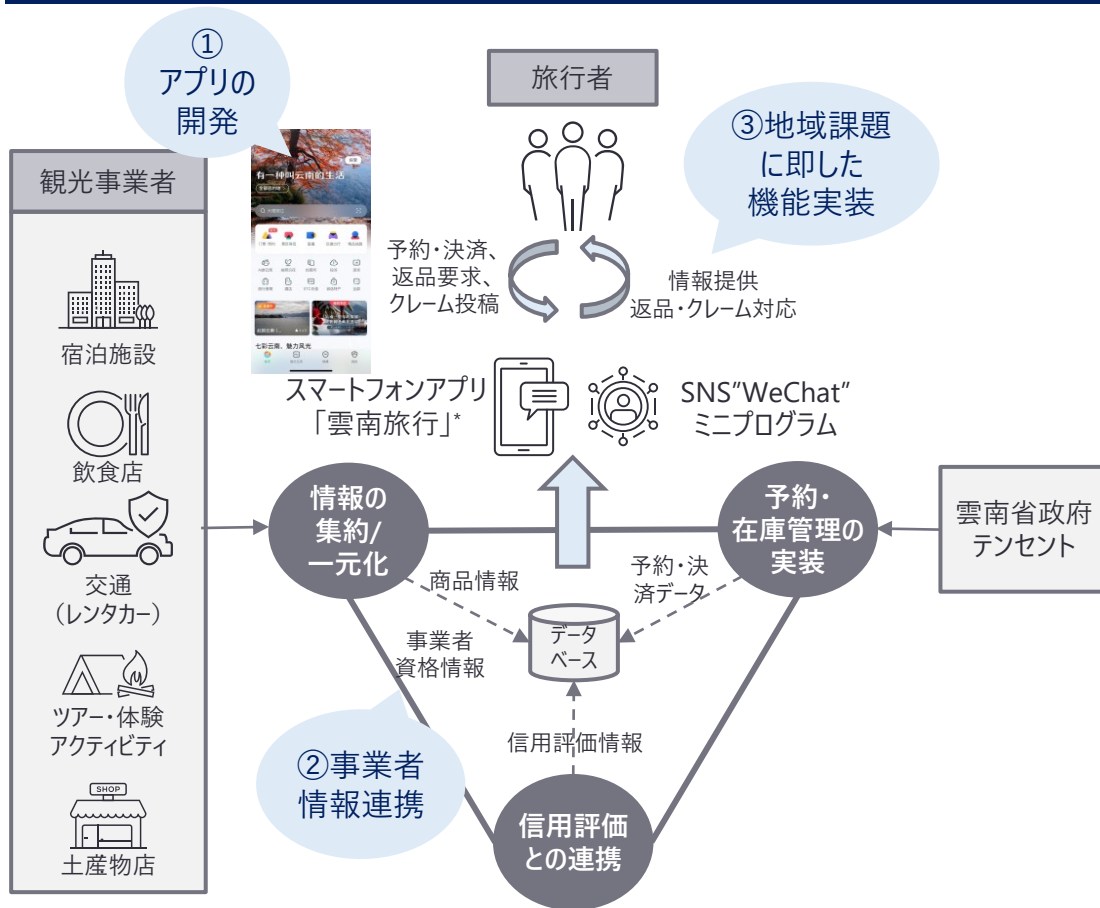 ①
アプリの
開発
旅行者
③地域課題
に即した
機能実装
観光事業者
有一种叫云南的生活
予約・決済、
返品要求、
クレーム投稿
情報提供
返品・クレーム対応
宿泊施設
七彩云南，魅力风光
スマートフォンアプリ
「雲南旅行」*
SNS"WeChat"
ミニプログラム
飲食店
情報の
集約/
一元化
予約・
在庫管理の
実装
雲南省政府
テンセント
交通
（レンタカー）
商品情報
予約・決
済データ
事業者
資格情報
データ
ベース
ツアー・体験
アクティビティ
信用評価情報
②事業者
情報連携
SHOP
土産物店
信用評価
との連携